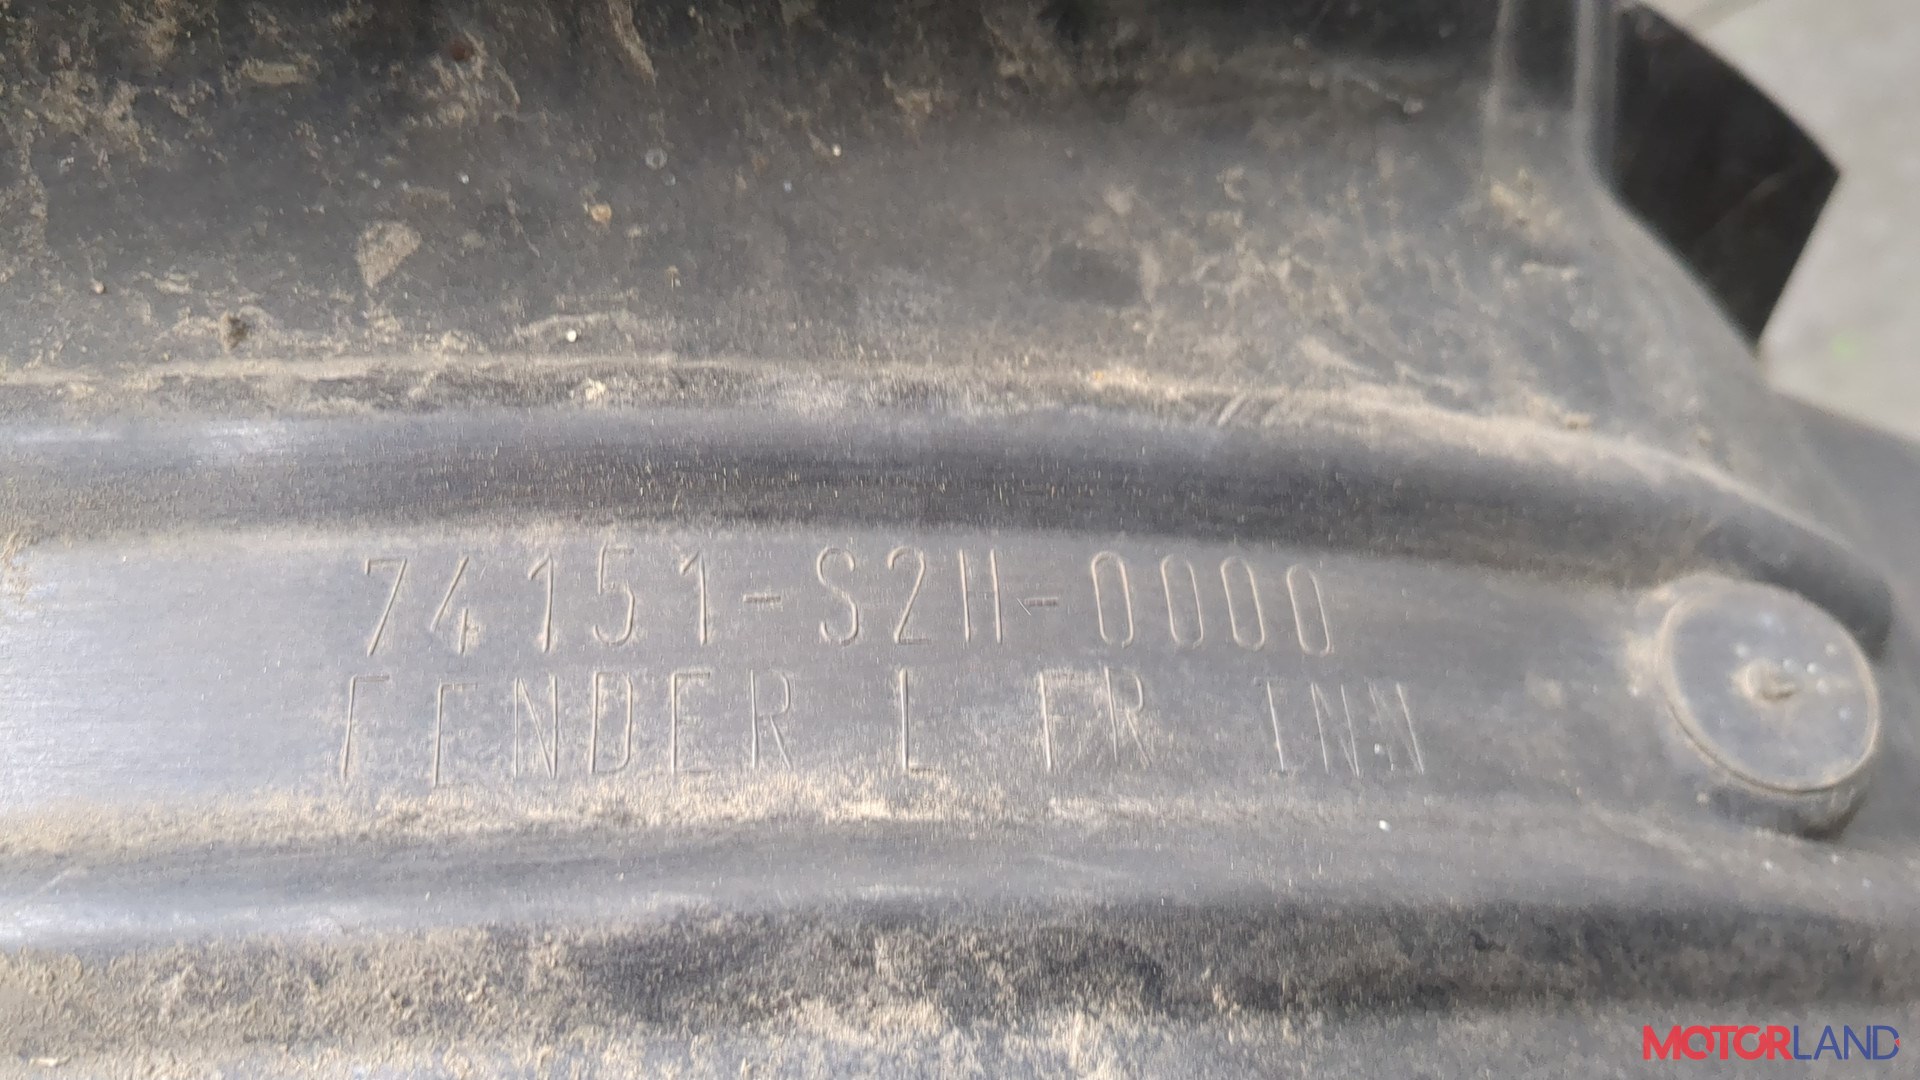 74151-S2H-0000
FENDER L FR INN
MOTORLAND